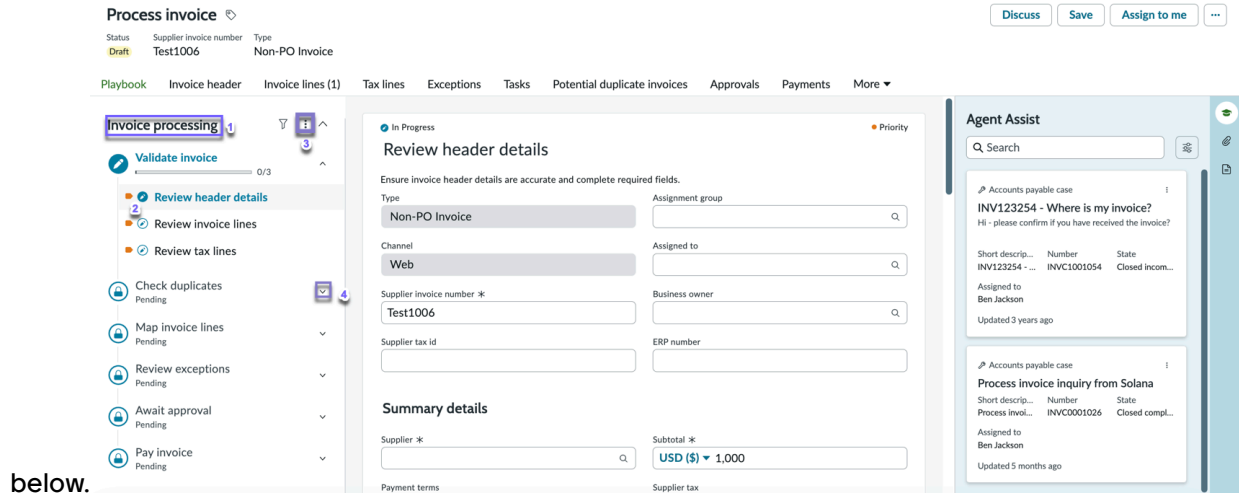 Process invoice
Discuss Save Assign to me ...
Status Supplier invoice number Type
Draft Test1006 Non-PO Invoice
Playbook Invoice header Invoice lines (1) Tax lines Exceptions Tasks Potential duplicate invoices Approvals Payments More
Invoice processing 1
3
Validate invoice
0/3
Review header details
2
Review invoice lines
Review tax lines
Check duplicates
Pending
4
Map invoice lines
Pending
Review exceptions
Pending
Await approval
Pending
Pay invoice
Pending
In Progress Priority
Review header details
Ensure invoice header details are accurate and complete required fields.
Type Assignment group
Non-PO Invoice
Channel Assigned to
Web
Supplier invoice number * Business owner
Test1006
Supplier tax id ERP number
Summary details
Supplier * Subtotal *
USD ($) 1,000
Payment terms Supplier tax
Agent Assist
Search
Accounts payable case
INV123254 - Where is my invoice?
Hi - please confirm if you have received the invoice?
Short descrip... Number State
INV123254 - ... INVC1001054 Closed incom...
Assigned to
Ben Jackson
Updated 3 years ago
Accounts payable case
Process invoice inquiry from Solana
Short descrip... Number State
Process invoi... INVC0001026 Closed compl...
Assigned to
Ben Jackson
Updated 5 months ago
below.